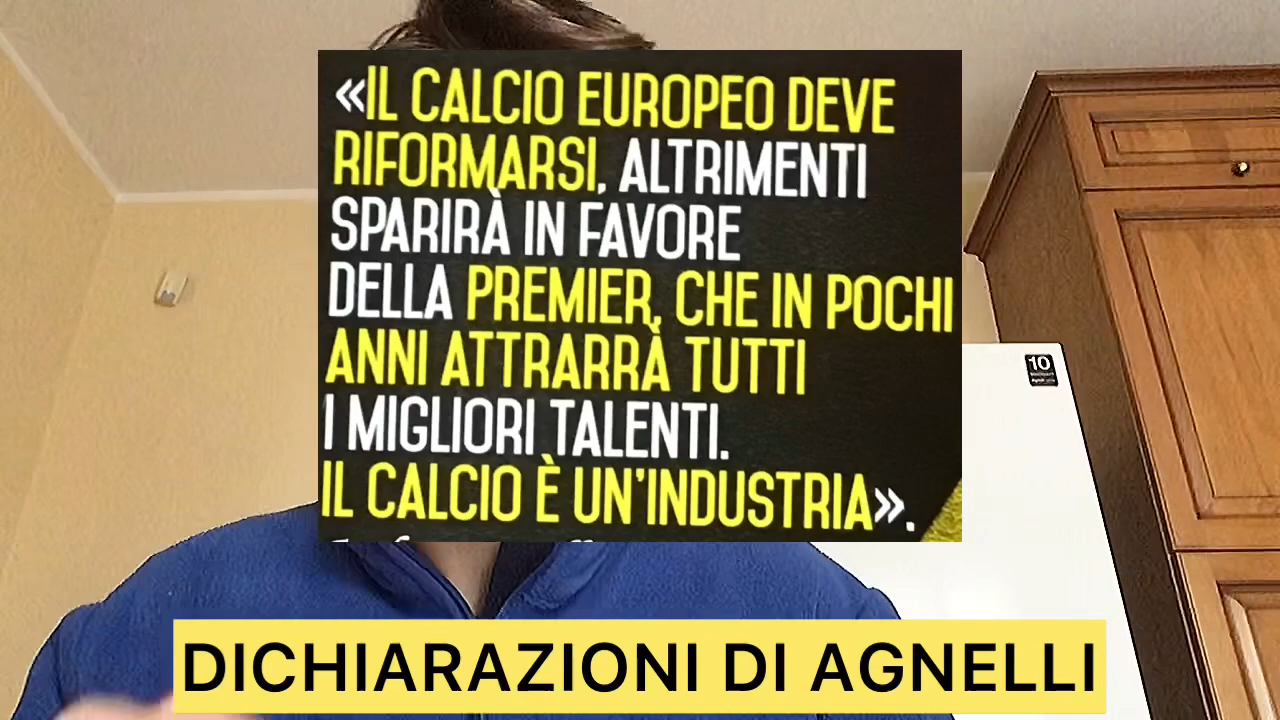 «IL CALCIO EUROPEO DEVE
RIFORMARSI, ALTRIMENTI
SPARIRÀ IN FAVORE
DELLA PREMIER, CHE IN POCHI
ANNI ATTRARRÀ TUTTI
I MIGLIORI TALENTI.
IL CALCIO È UN'INDUSTRIA».
10
DICHIARAZIONI DI AGNELLI